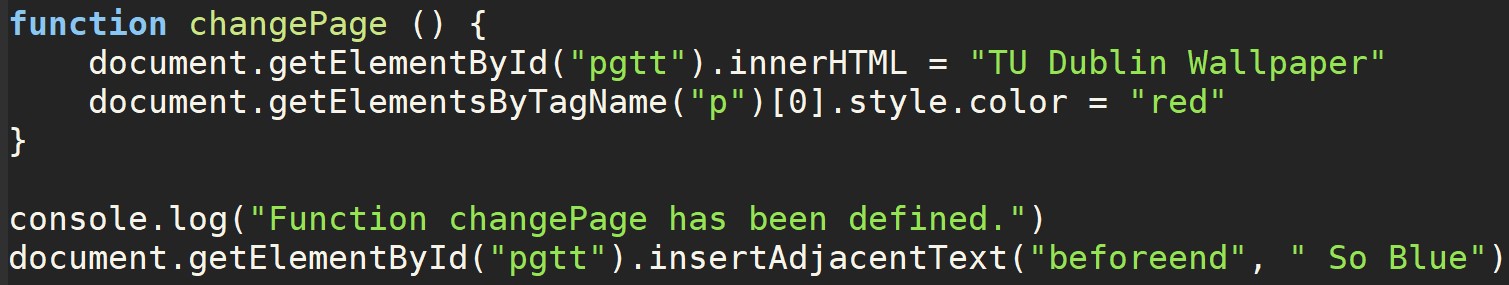 function changePage () {
    document.getElementById("pgtt").innerHTML = "TU Dublin Wallpaper"
    document.getElementsByTagName("p")[0].style.color = "red"
}
console.log("Function changePage has been defined.")
document.getElementById("pgtt").insertAdjacentText("beforeend", " So Blue")